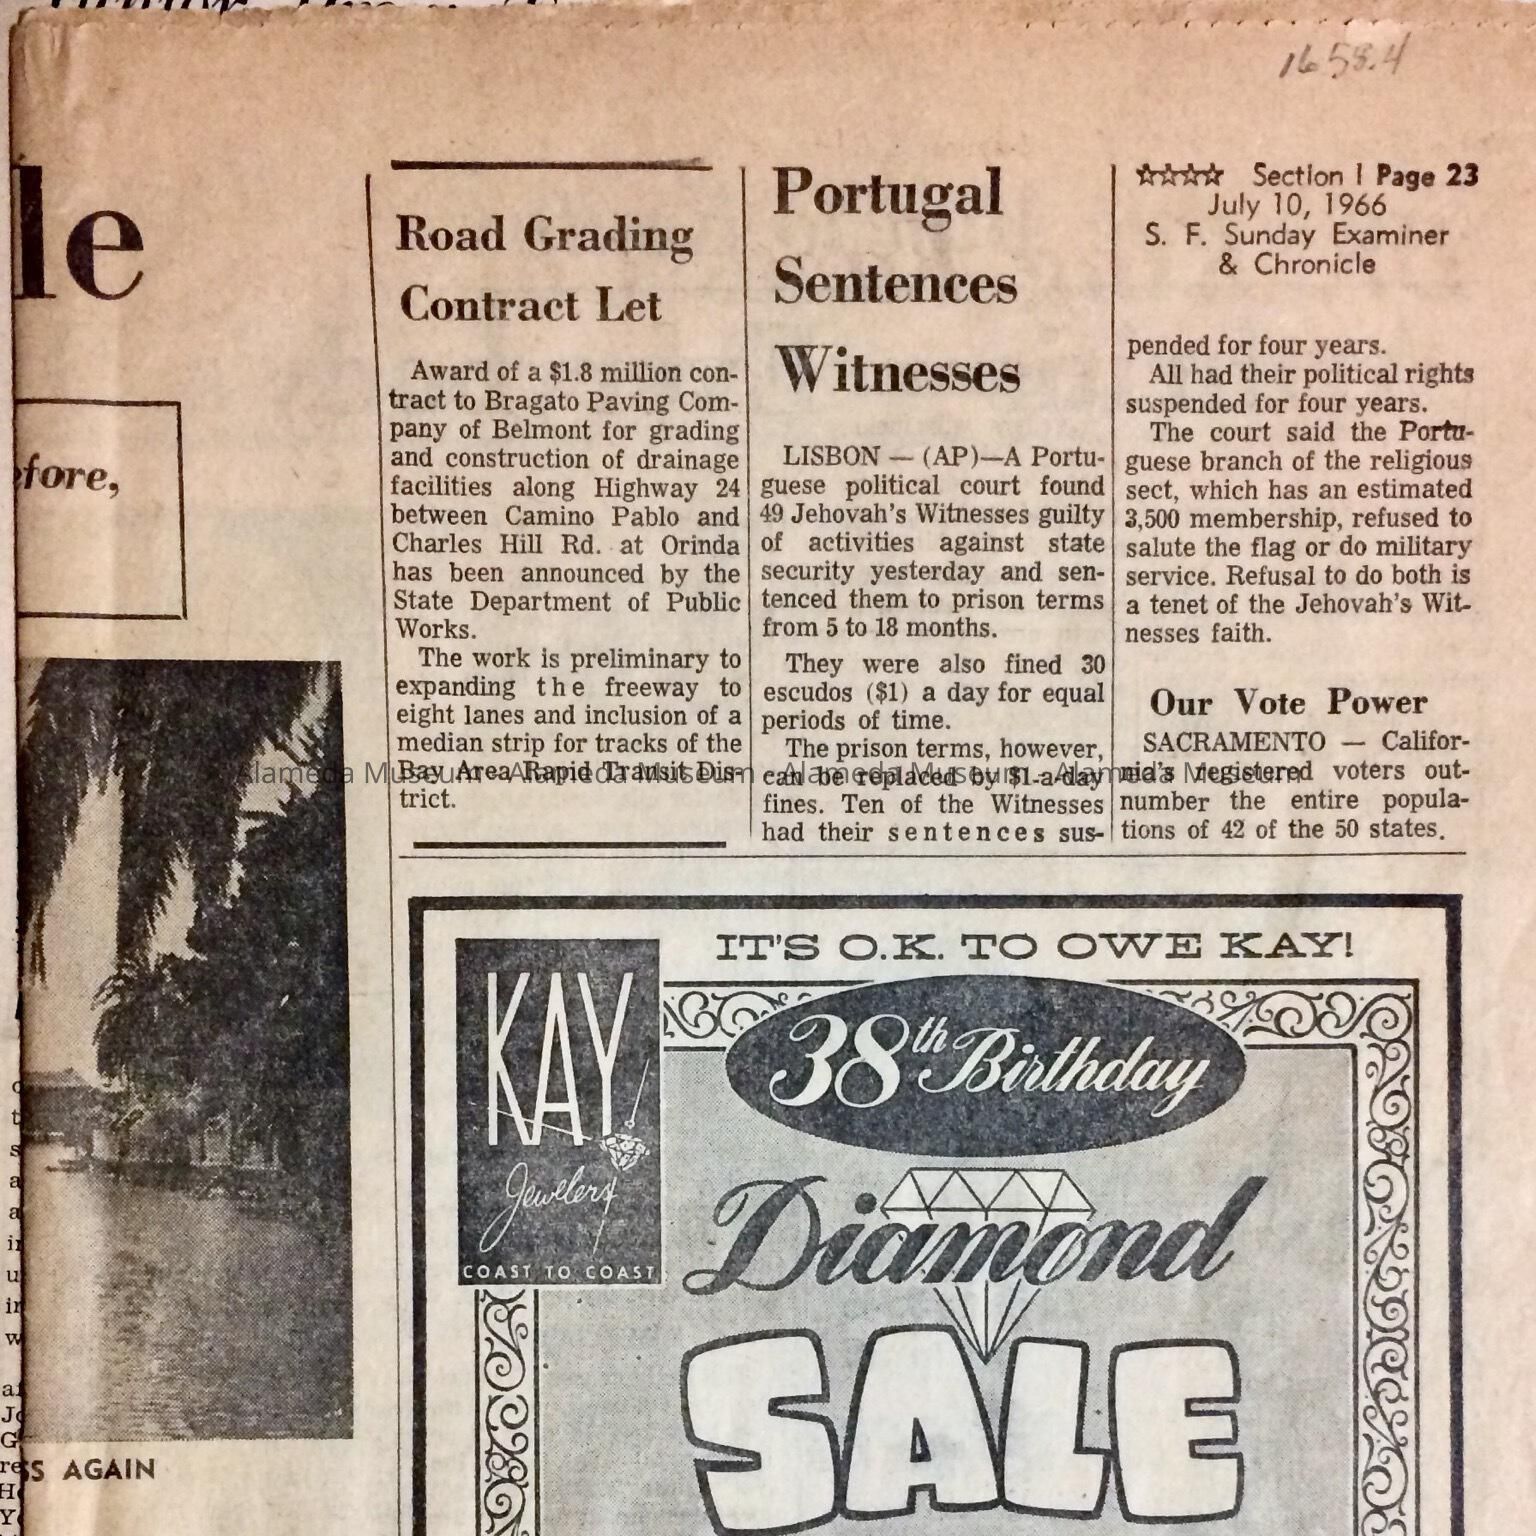 1658.4
le
fore,
SS AGAIN
Road Grading
Contract Let
Award of a $1.8 million con-
tract to Bragato Paving Com-
pany of Belmont for grading
and construction of drainage
facilities along Highway 24
between Camino Pablo and
Charles Hill Rd. at Orinda
has been announced by the
State Department of Public
Works.
The work is preliminary to
expanding the freeway to
eight lanes and inclusion of a
median strip for tracks of the
Bay Area Rapid Transit Dis-
trict.
Portugal
Sentences
Witnesses
LISBON — (AP)—A Portu-
guese political court found
49 Jehovah's Witnesses guilty
of activities against state
security yesterday and sen-
tenced them to prison terms
from 5 to 18 months.
They were also fined 30
escudos ($1) a day for equal
periods of time.
The prison terms, however,
can be replaced by $1-a-day
fines. Ten of the Witnesses
had their sentences sus-
☆☆☆☆ Section I Page 23
July 10, 1966
S. F. Sunday Examiner
& Chronicle
pended for four years.
All had their political rights
suspended for four years.
The court said the Portu-
guese branch of the religious
sect, which has an estimated
3,500 membership, refused to
salute the flag or do military
service. Refusal to do both is
a tenet of the Jehovah's Wit-
nesses faith.
Our Vote Power
SACRAMENTO — Califor-
nia's registered voters out-
number the entire popula-
tions of 42 of the 50 states.
Alameda Museum - Alameda Museum - Alameda Museum - Alameda Museum
IT'S O.K. TO OWE KAY!
KAY
Jewelers
COAST TO COAST
38th Birthday
Diamond
SALE